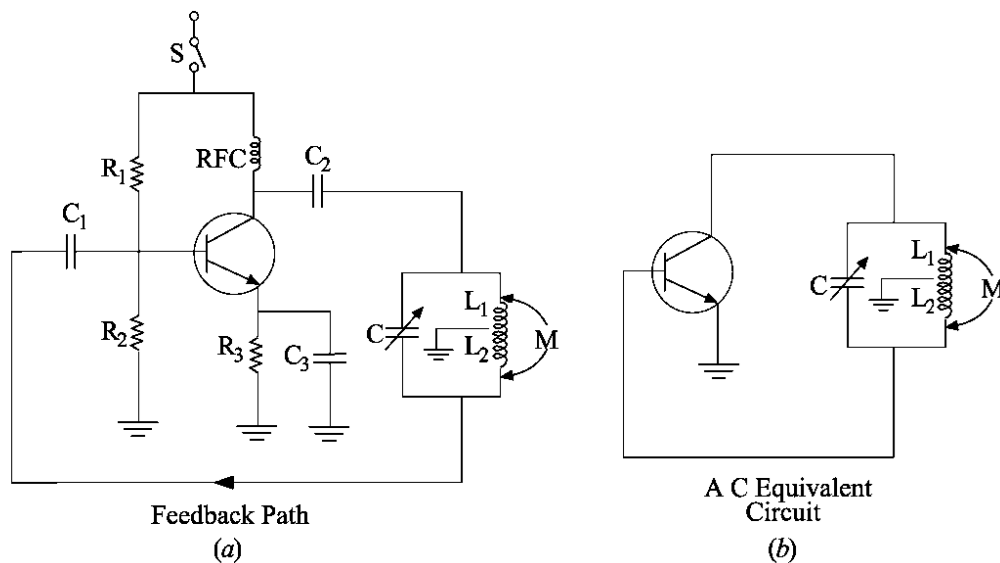 S
R1
RFC
C2
C1
R2
R3
C3
C
L1
L2
M
Feedback Path
(a)
C
L1
L2
M
A C Equivalent
Circuit
(b)